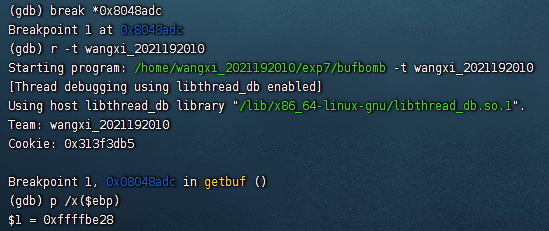 (gdb) break *0x8048adc
Breakpoint 1 at 0x8048adc
(gdb) r -t wangxi_2021192010
Starting program: /home/wangxi_2021192010/exp7/bufbomb -t wangxi_2021192010
[Thread debugging using libthread_db enabled]
Using host libthread_db library "/lib/x86_64-linux-gnu/libthread_db.so.1".
Team: wangxi_2021192010
Cookie: 0x313f3db5
Breakpoint 1, 0x08048adc in getbuf ()
(gdb) p /x($ebp)
$1 = 0xffffbe28